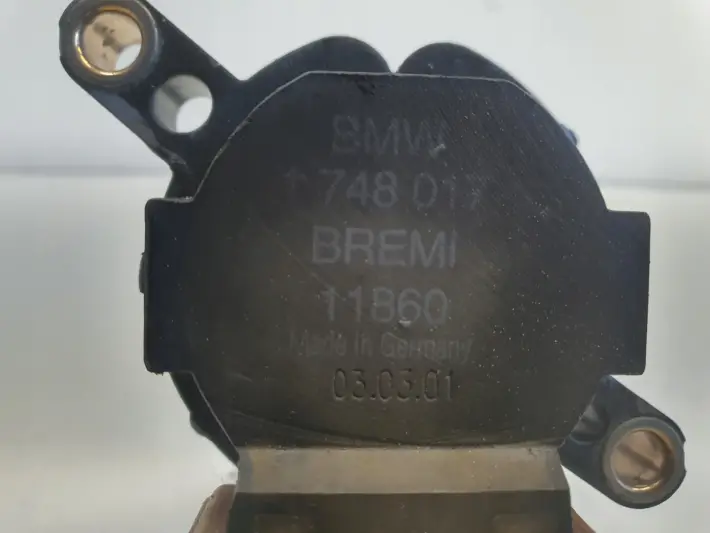 BMW
1 748 017
BREMI
11860
Made in Germany
03.03.01